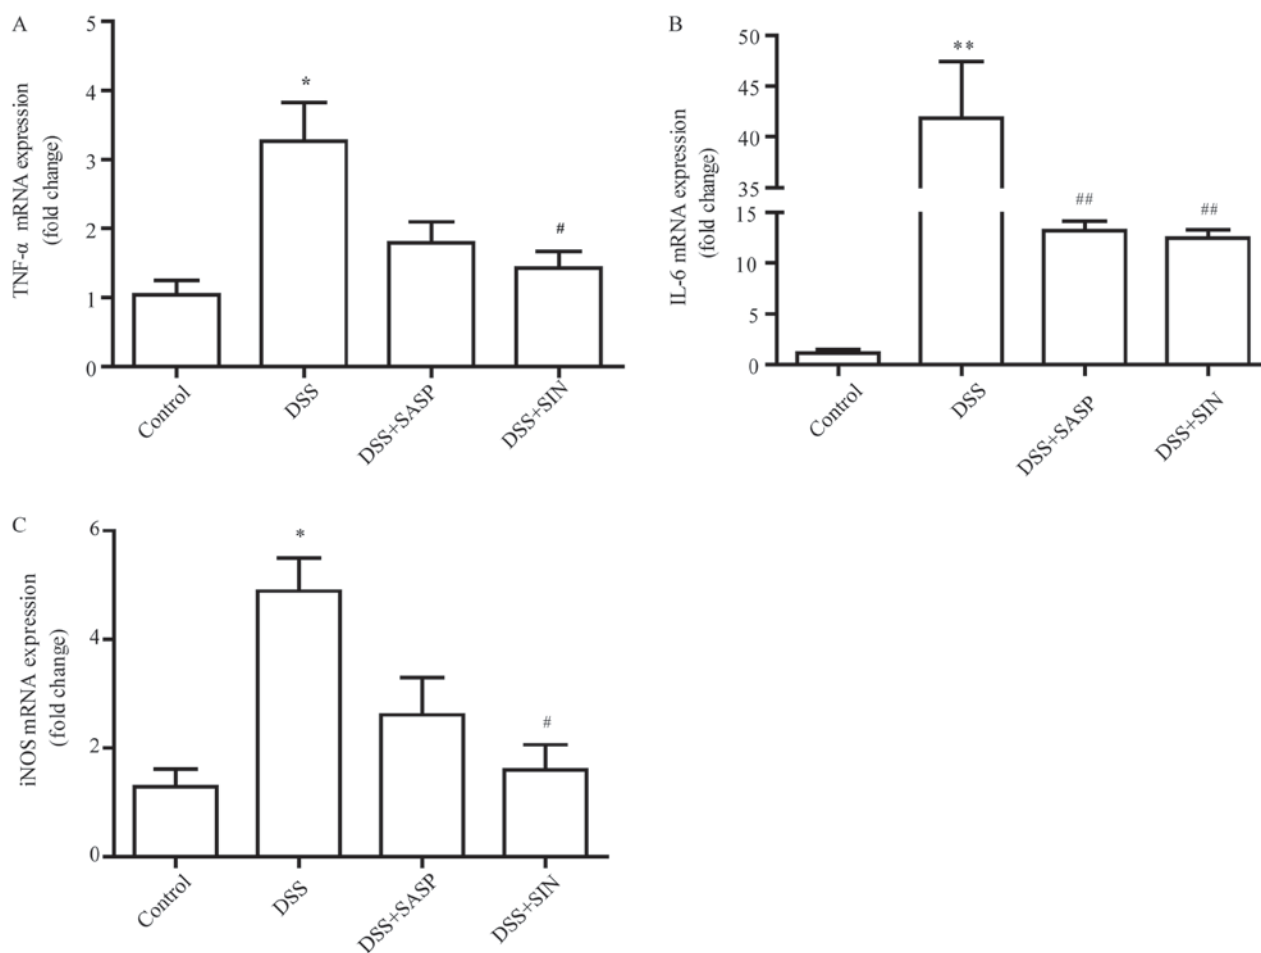 A
TNF-α mRNA expression
(fold change)
5
4
3
2
1
0
*
#
Control
DSS
DSS+SASP
DSS+SIN
B
IL-6 mRNA expression
(fold change)
50
45
40
35
15
10
5
0
**
##
##
Control
DSS
DSS+SASP
DSS+SIN
C
iNOS mRNA expression
(fold change)
6
4
2
0
*
#
Control
DSS
DSS+SASP
DSS+SIN